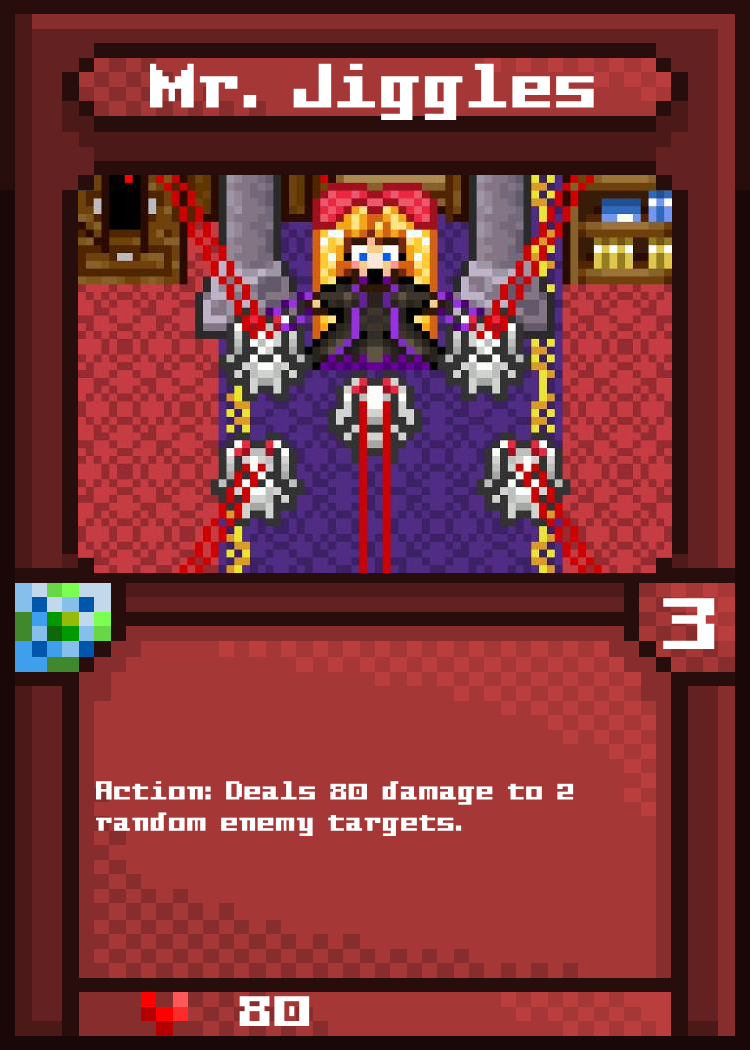 Mr. Jiggles
3
Action: Deals 80 damage to 2
random enemy targets.
80